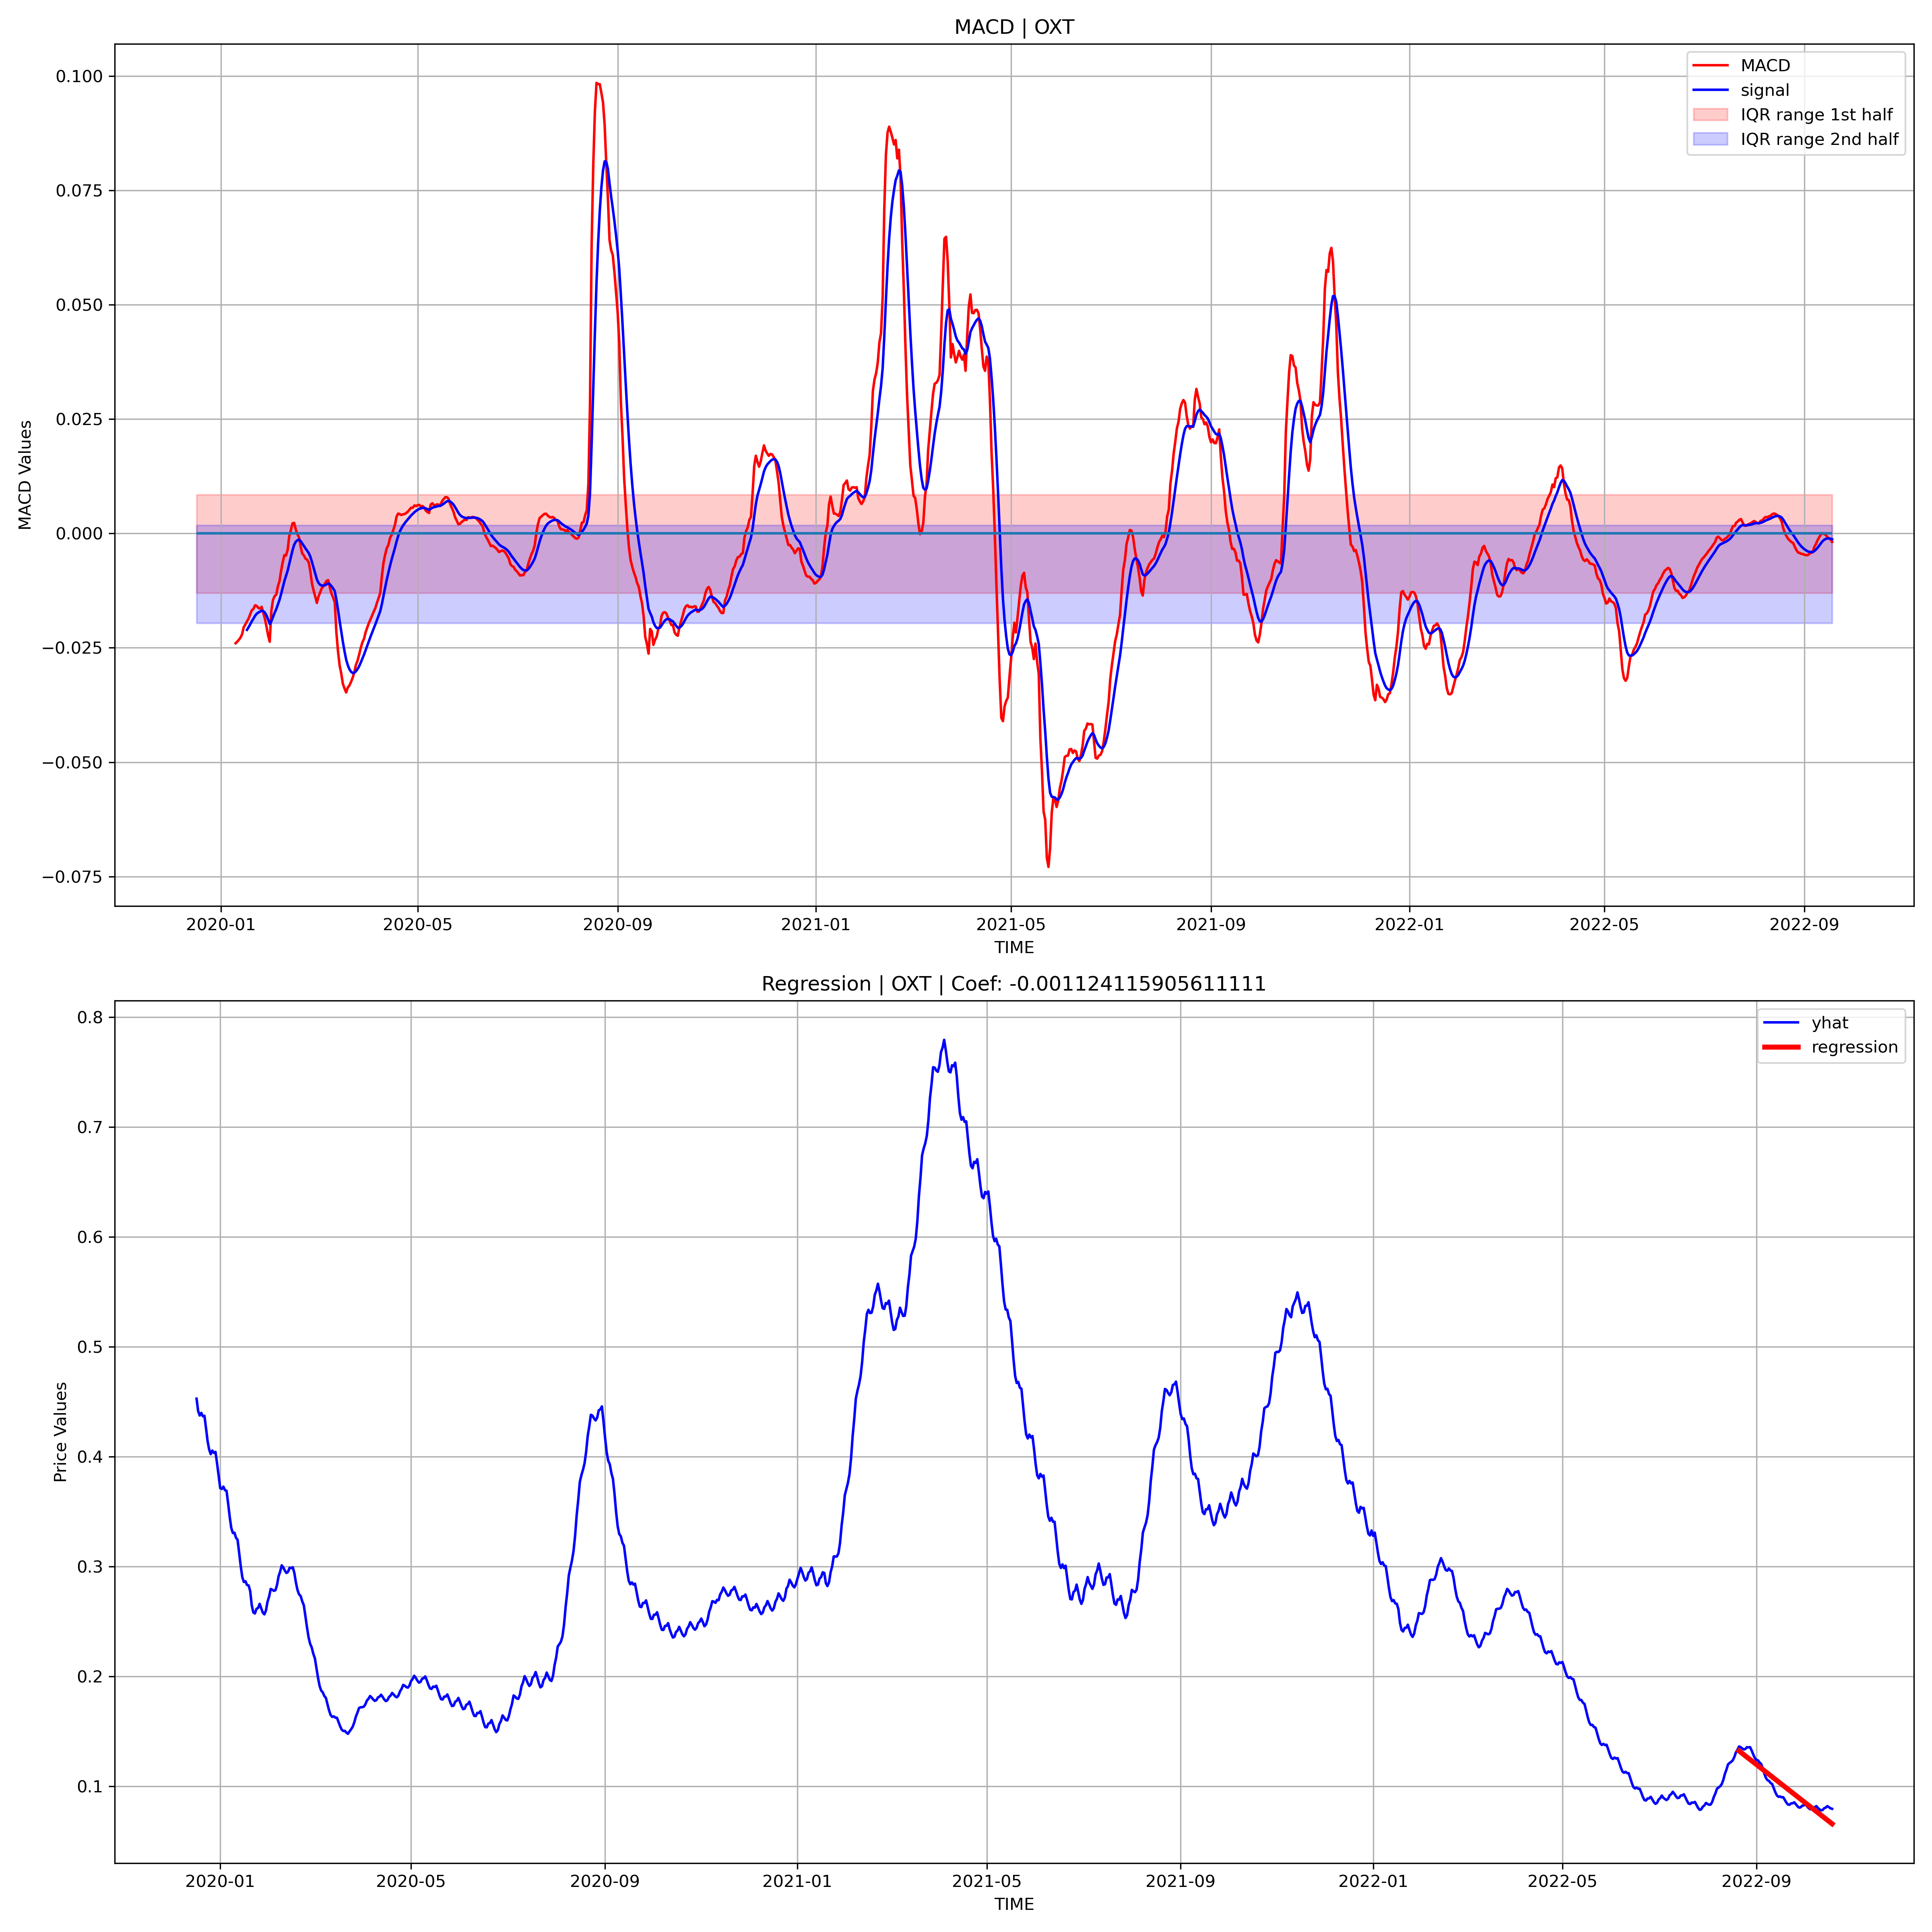 MACD | OXT
MACD Values
0.100
0.075
0.050
0.025
0.000
−0.025
−0.050
−0.075
MACD
signal
IQR range 1st half
IQR range 2nd half
2020-01 2020-05 2020-09 2021-01 2021-05 2021-09 2022-01 2022-05 2022-09
TIME
Regression | OXT | Coef: -0.0011241115905611111
Price Values
0.8
0.7
0.6
0.5
0.4
0.3
0.2
0.1
yhat
regression
2020-01 2020-05 2020-09 2021-01 2021-05 2021-09 2022-01 2022-05 2022-09
TIME